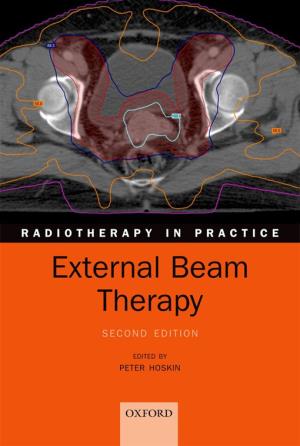 RADIOTHERAPY IN PRACTICE
External Beam
Therapy
SECOND EDITION
EDITED BY
PETER HOSKIN
OXFORD